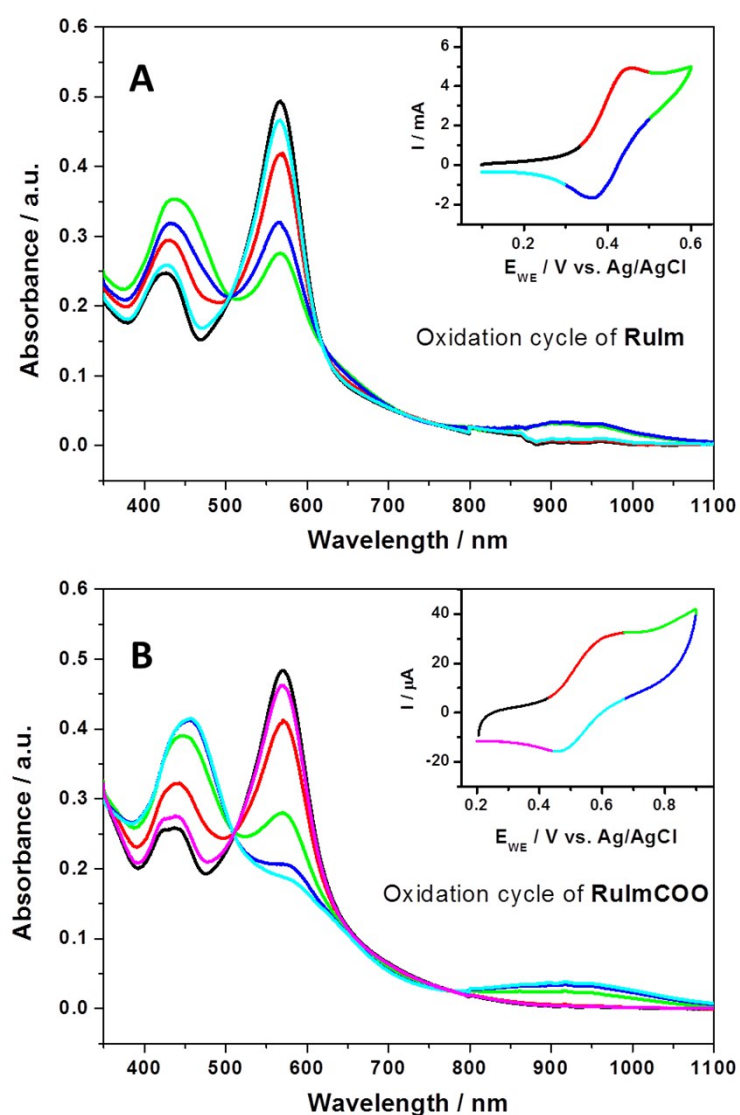 A
0.6
0.5
0.4
0.3
0.2
0.1
0.0
Absorbance / a.u.
400 500 600 700 800 900 1000 1100
Wavelength / nm
6
4
2
0
-2
I / mA
0.2 0.4 0.6
E_WE / V vs. Ag/AgCl
Oxidation cycle of RuIm
B
0.6
0.5
0.4
0.3
0.2
0.1
0.0
Absorbance / a.u.
400 500 600 700 800 900 1000 1100
Wavelength / nm
40
20
0
-20
I / µA
0.2 0.4 0.6 0.8
E_WE / V vs. Ag/AgCl
Oxidation cycle of RuImCOO